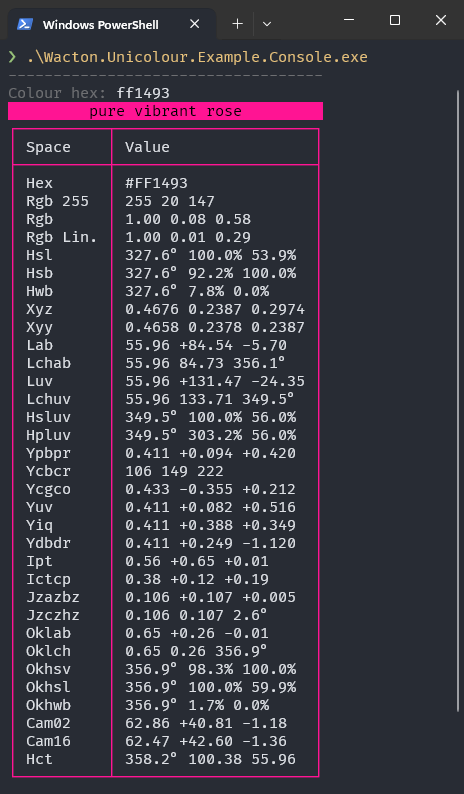 Windows PowerShell
❯ .\Wacton.Unicolour.Example.Console.exe
-----------------------------------
Colour hex: ff1493
pure vibrant rose
Space Value
Hex #FF1493
Rgb 255 255 20 147
Rgb 1.00 0.08 0.58
Rgb Lin. 1.00 0.01 0.29
Hsl 327.6° 100.0% 53.9%
Hsb 327.6° 92.2% 100.0%
Hwb 327.6° 7.8% 0.0%
Xyz 0.4676 0.2387 0.2974
Xyy 0.4658 0.2378 0.2387
Lab 55.96 +84.54 -5.70
Lchab 55.96 84.73 356.1°
Luv 55.96 +131.47 -24.35
Lchuv 55.96 133.71 349.5°
Hsluv 349.5° 100.0% 56.0%
Hpluv 349.5° 303.2% 56.0%
Ypbpr 0.411 +0.094 +0.420
Ycbcr 106 149 222
Ycgco 0.433 -0.355 +0.212
Yuv 0.411 +0.082 +0.516
Yiq 0.411 +0.388 +0.349
Ydbdr 0.411 +0.249 -1.120
Ipt 0.56 +0.65 +0.01
Ictcp 0.38 +0.12 +0.19
Jzazbz 0.106 +0.107 +0.005
Jzczhz 0.106 0.107 2.6°
Oklab 0.65 +0.26 -0.01
Oklch 0.65 0.26 356.9°
Okhsv 356.9° 98.3% 100.0%
Okhsl 356.9° 100.0% 59.9%
Okhwb 356.9° 1.7% 0.0%
Cam02 62.86 +40.81 -1.18
Cam16 62.47 +42.60 -1.36
Hct 358.2° 100.38 55.96